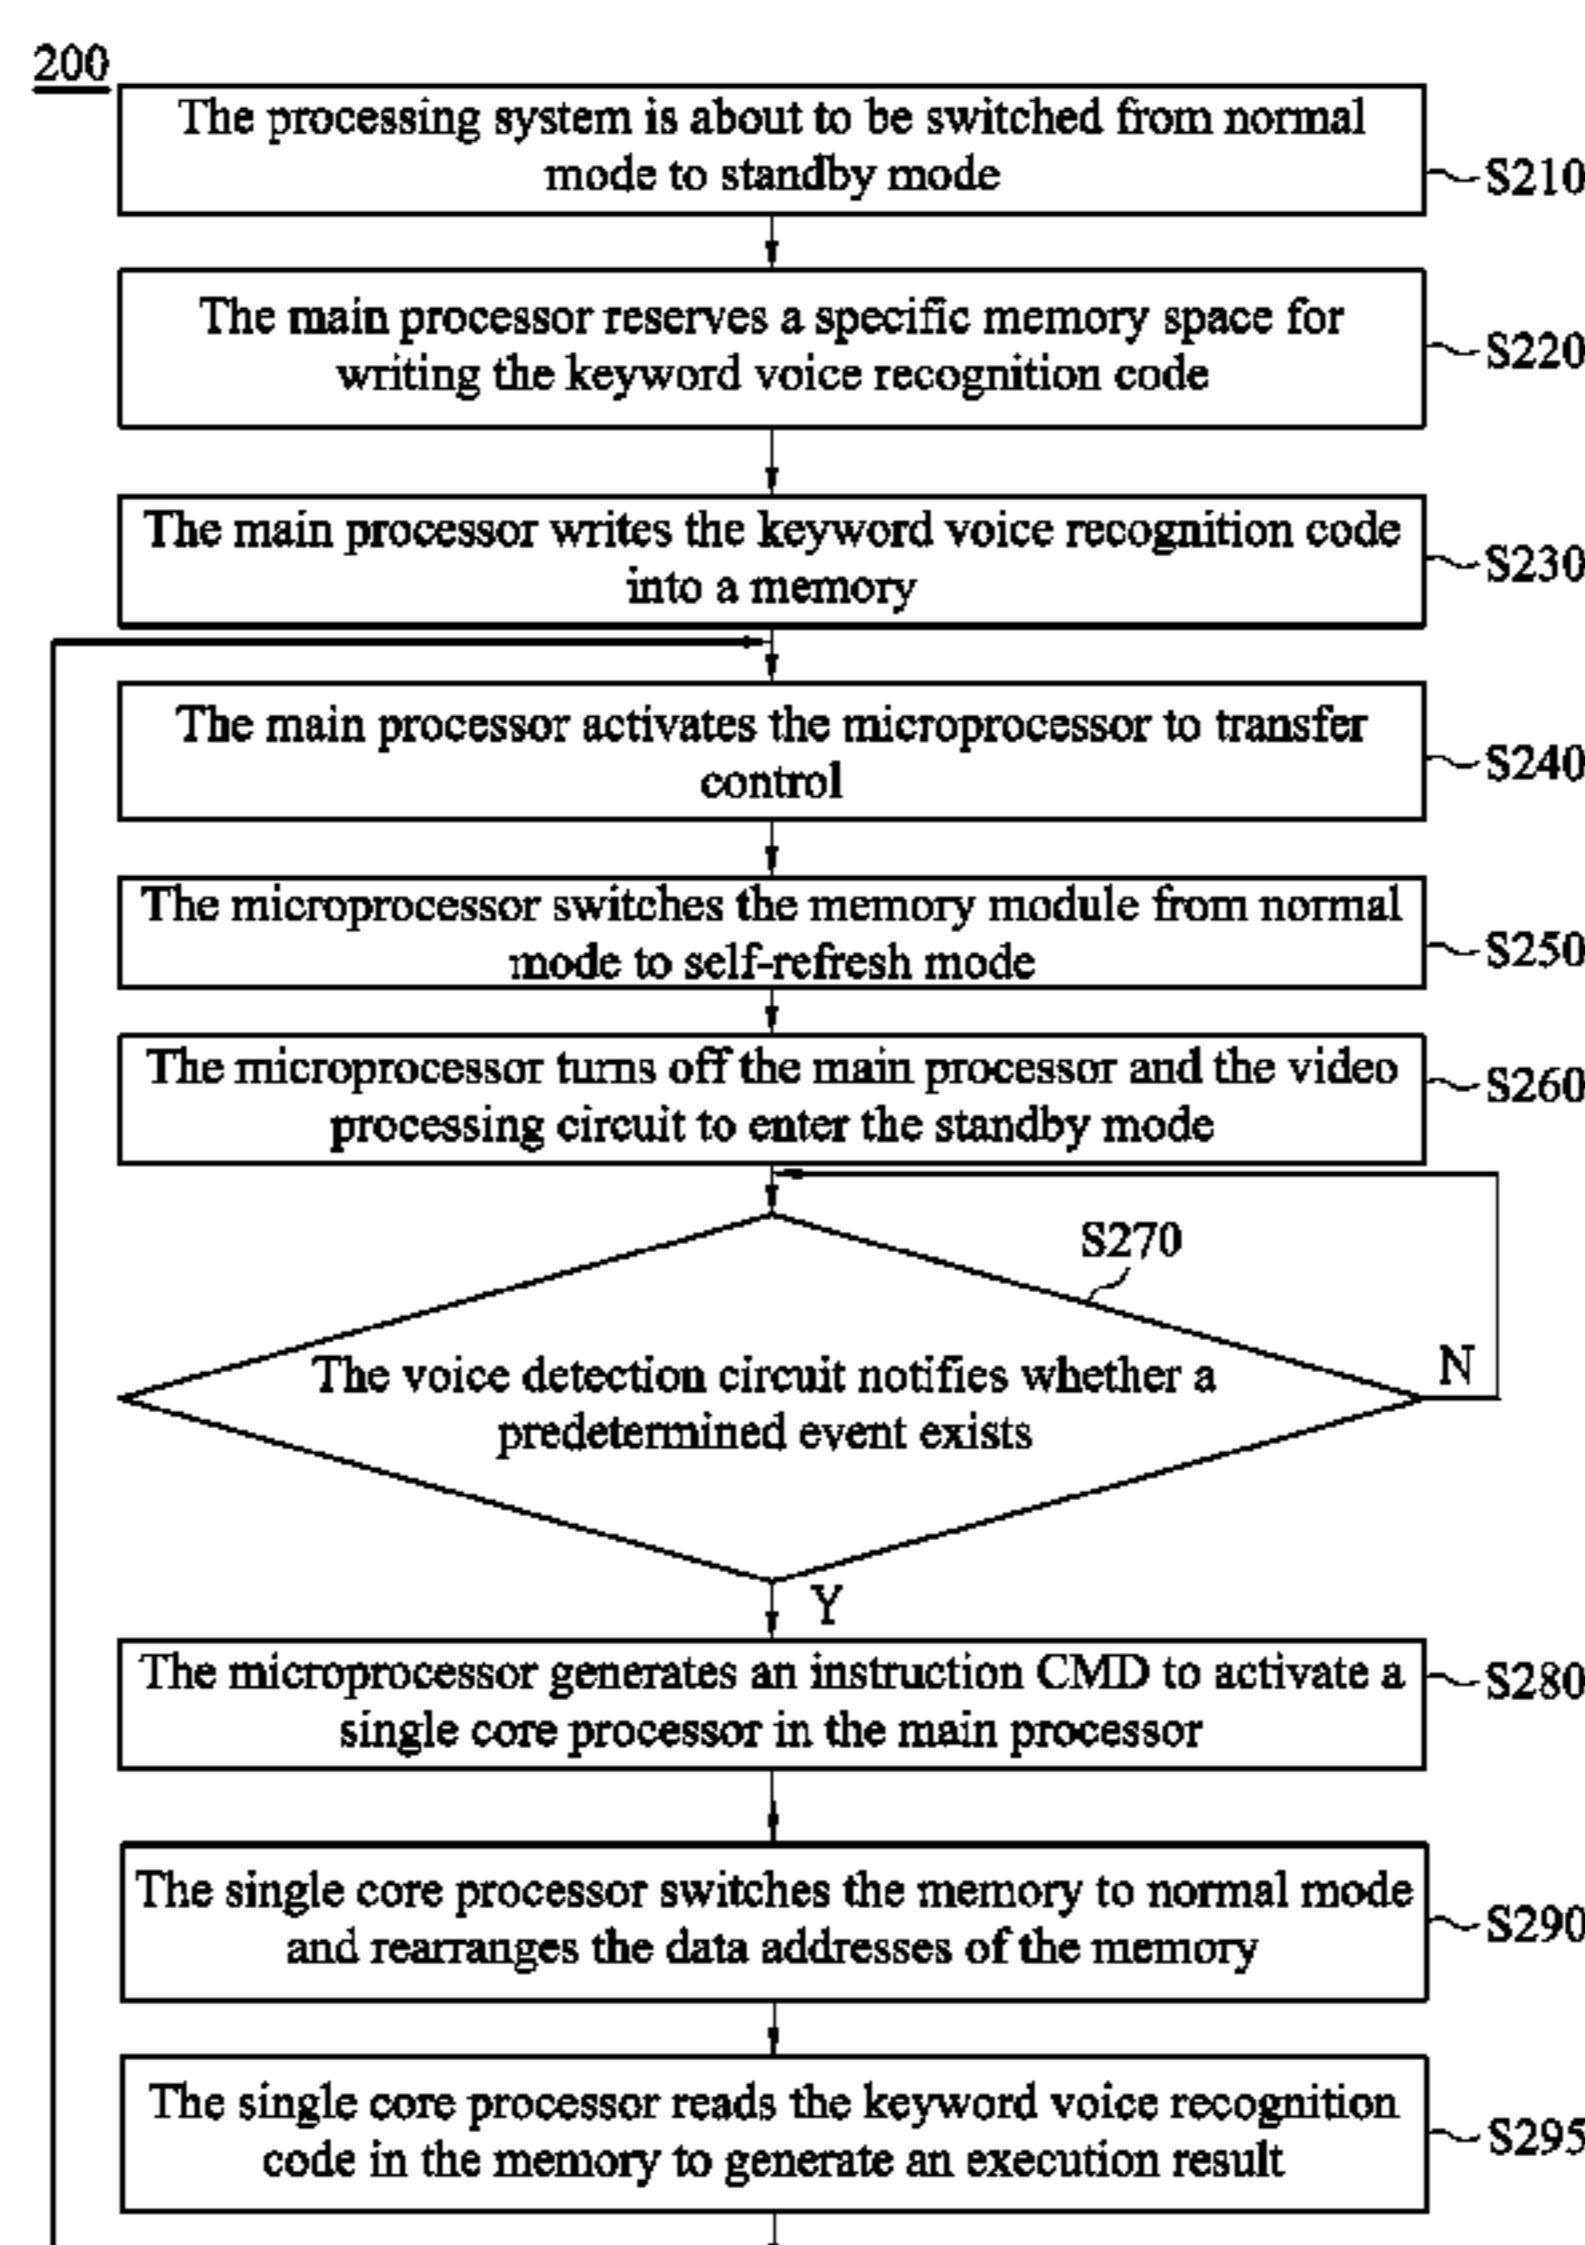 200
The processing system is about to be switched from normal
mode to standby mode
S210
The main processor reserves a specific memory space for
writing the keyword voice recognition code
S220
The main processor writes the keyword voice recognition code
into a memory
S230
The main processor activates the microprocessor to transfer
control
S240
The microprocessor switches the memory module from normal
mode to self-refresh mode
S250
The microprocessor turns off the main processor and the video
processing circuit to enter the standby mode
S260
S270
The voice detection circuit notifies whether a
predetermined event exists
N
Y
The microprocessor generates an instruction CMD to activate a
single core processor in the main processor
S280
The single core processor switches the memory to normal mode
and rearranges the data addresses of the memory
S290
The single core processor reads the keyword voice recognition
code in the memory to generate an execution result
S295